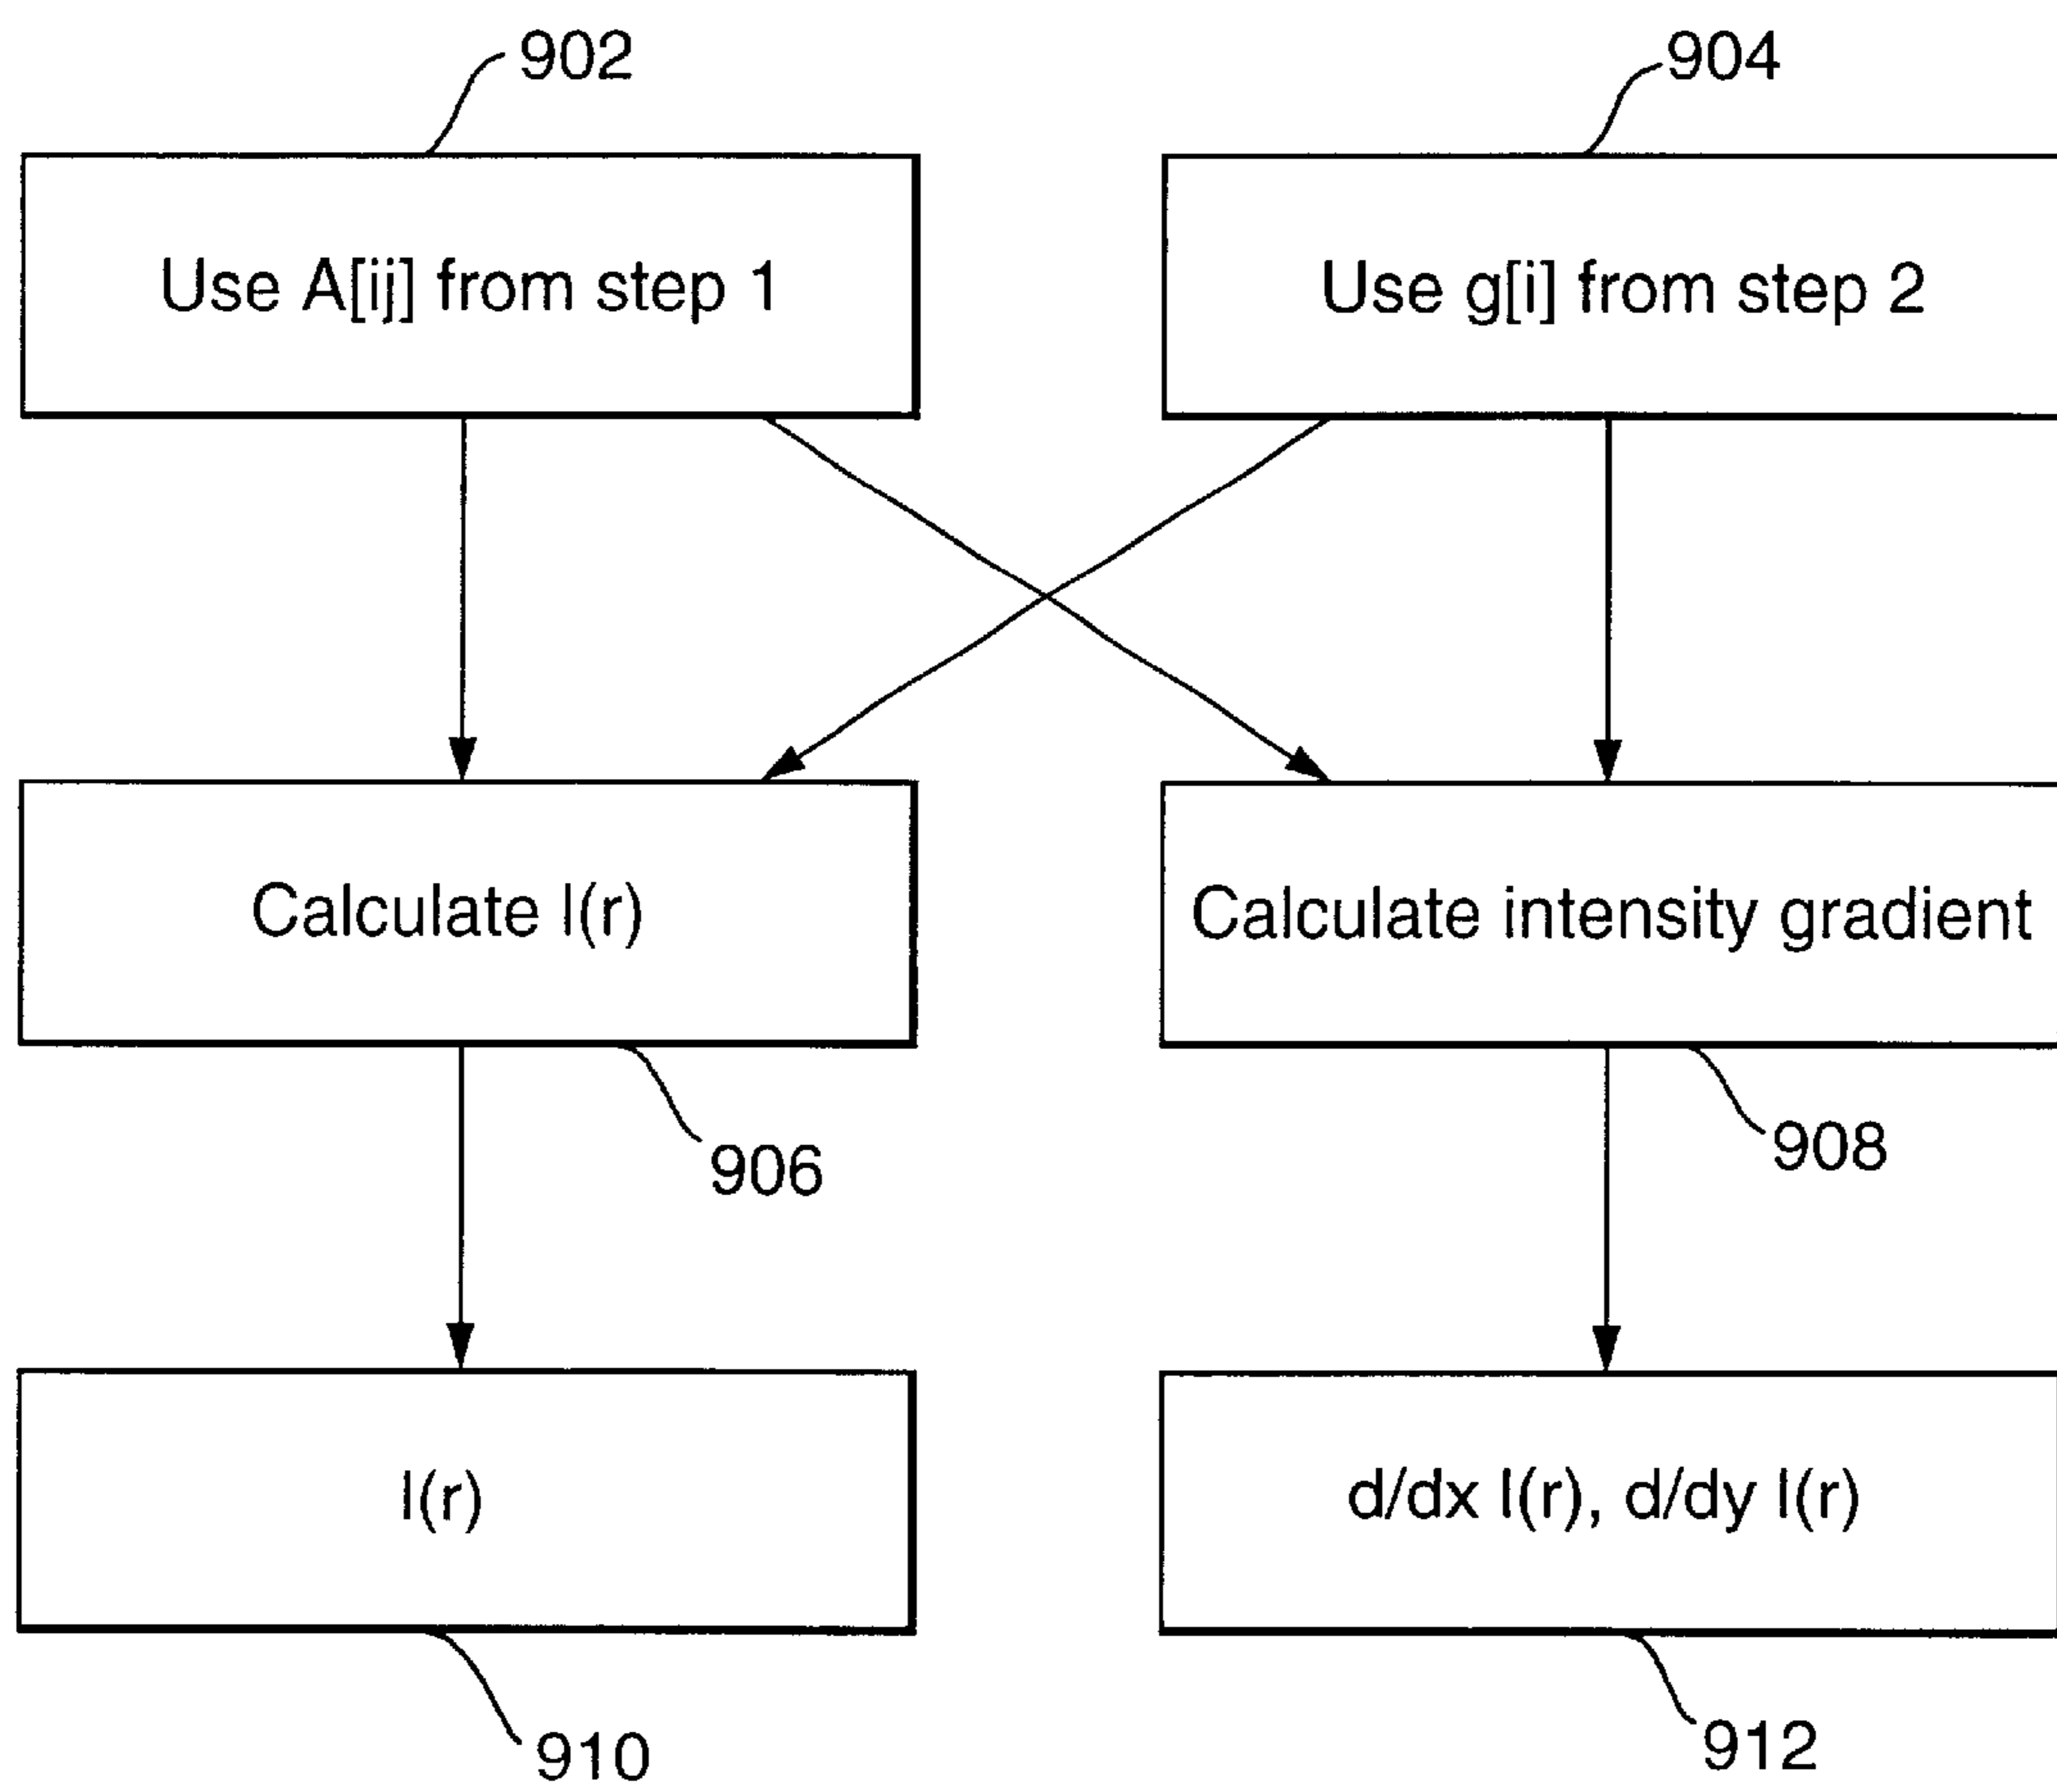 902
904
Use A[ij] from step 1
Use g[i] from step 2
Calculate I(r)
Calculate intensity gradient
906
908
I(r)
d/dx I(r), d/dy I(r)
910
912